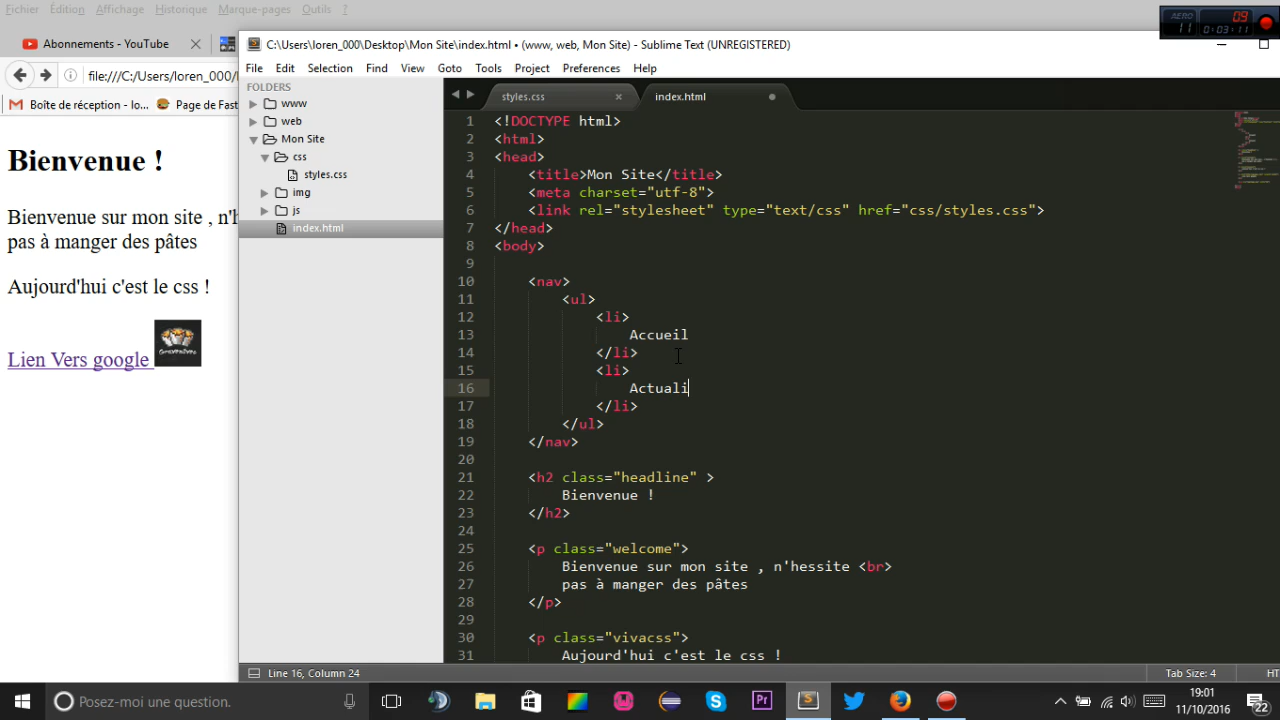 Fichier Édition Affichage Historique Marque-pages Outils ?
AERO 09
11 0:03:11
Abonnements - YouTube
C:\Users\loren_000\Desktop\Mon Site\index.html • (www, web, Mon Site) - Sublime Text (UNREGISTERED)
file:///C:/Users/loren_000/
File Edit Selection Find View Goto Tools Project Preferences Help
Boîte de réception - lo... Page de Fast
FOLDERS
www
web
Mon Site
css
styles.css
img
js
index.html
styles.css index.html
1 <!DOCTYPE html>
2 <html>
3 <head>
4 <title>Mon Site</title>
5 <meta charset="utf-8">
6 <link rel="stylesheet" type="text/css" href="css/styles.css">
7 </head>
8 <body>
9
10 <nav>
11 <ul>
12 <li>
13 Accueil
14 </li>
15 <li>
16 Actuali
17 </li>
18 </ul>
19 </nav>
20
21 <h2 class="headline" >
22 Bienvenue !
23 </h2>
24
25 <p class="welcome">
26 Bienvenue sur mon site , n'hessite <br>
27 pas à manger des pâtes
28 </p>
29
30 <p class="vivacss">
31 Aujourd'hui c'est le css !
Bienvenue !
Bienvenue sur mon site , n'h
pas à manger des pâtes
Aujourd'hui c'est le css !
Lien Vers google
Line 16, Column 24 Tab Size: 4 HT
Posez-moi une question.
19:01
11/10/2016
22